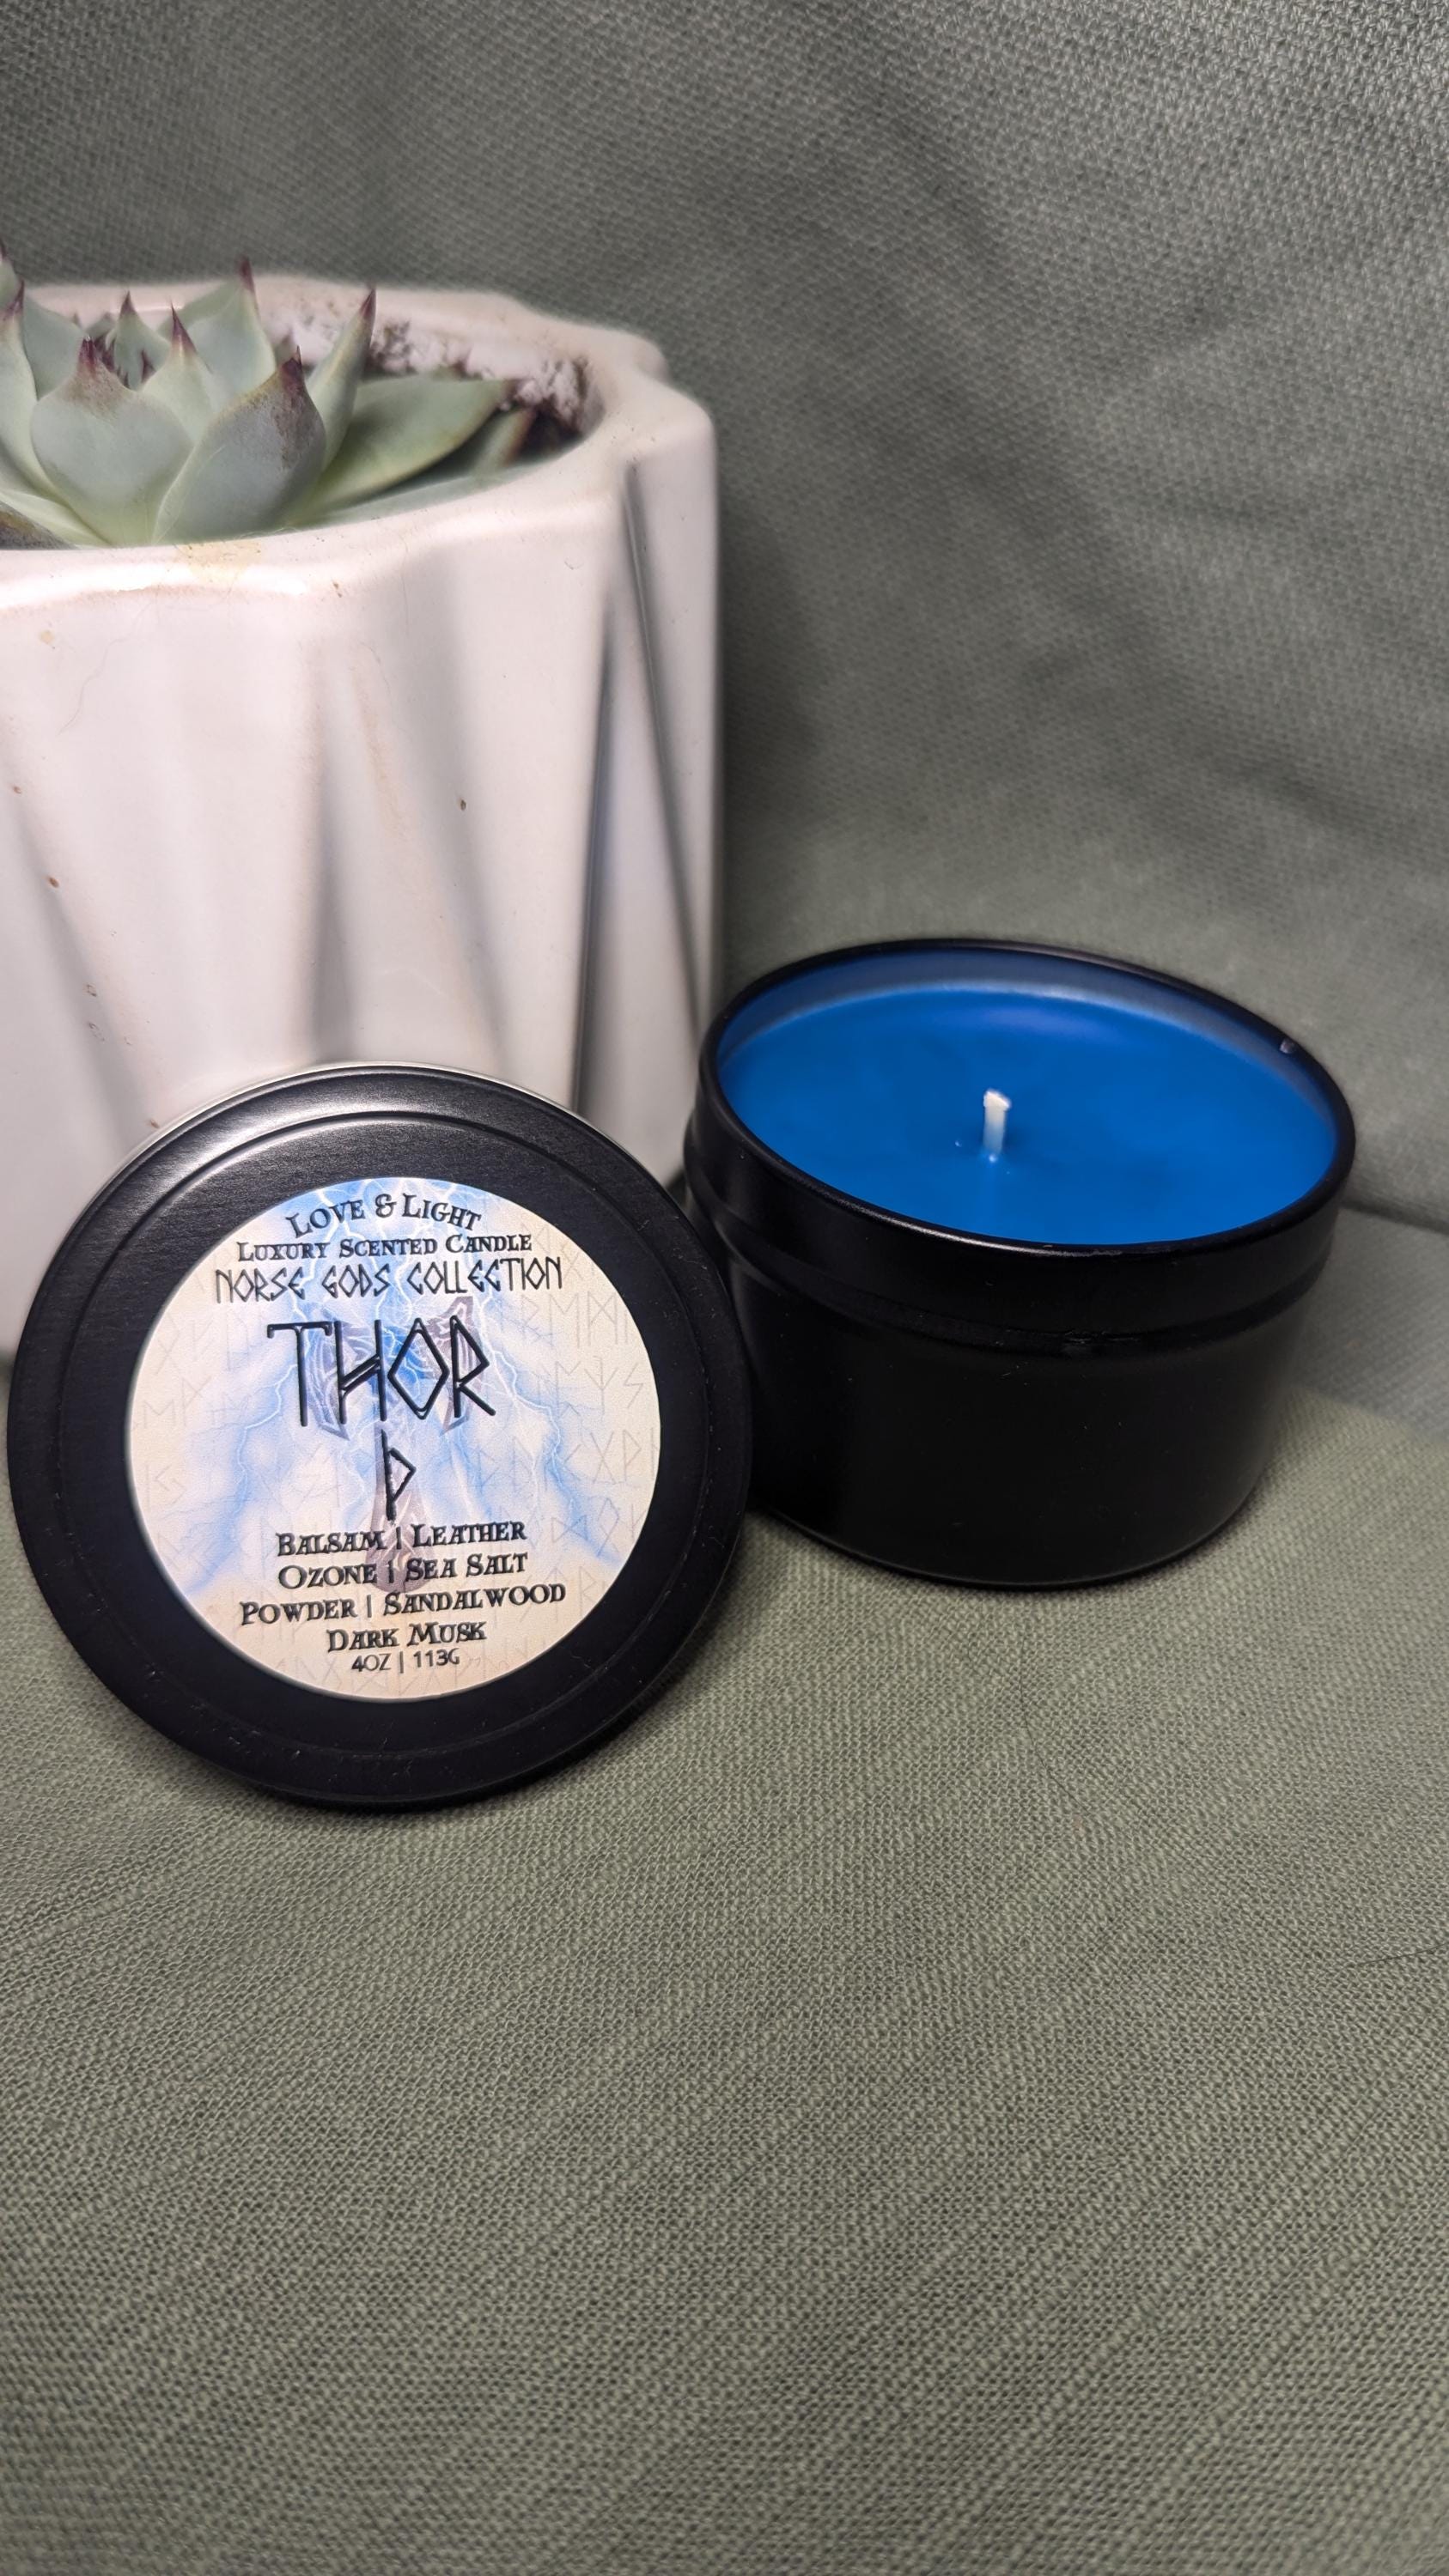 Love & Light
Luxury Scented Candle
NORSE GODS COLLECTION
THOR
ᚦ
Balsam | Leather
Ozone | Sea Salt
Powder | Sandalwood
Dark Musk
4OZ | 113G